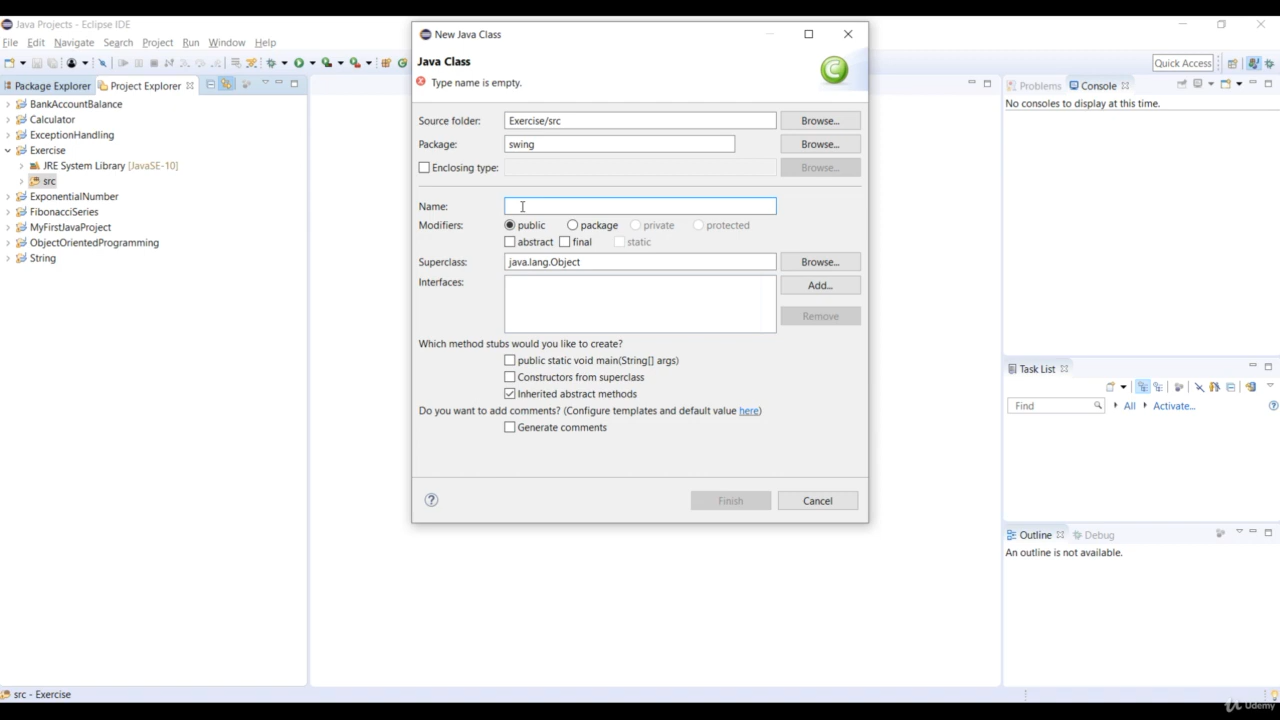 Java Projects - Eclipse IDE
File Edit Navigate Search Project Run Window Help
Quick Access
Package Explorer Project Explorer
BankAccountBalance
Calculator
ExceptionHandling
Exercise
JRE System Library [JavaSE-10]
src
ExponentialNumber
FibonacciSeries
MyFirstJavaProject
ObjectOrientedProgramming
String
New Java Class
Java Class
Type name is empty.
Source folder: Exercise/src Browse...
Package: swing Browse...
Enclosing type: Browse...
Name:
Modifiers: public package private protected
abstract final static
Superclass: java.lang.Object Browse...
Interfaces: Add...
Remove
Which method stubs would you like to create?
public static void main(String[] args)
Constructors from superclass
Inherited abstract methods
Do you want to add comments? (Configure templates and default value here)
Generate comments
? Finish Cancel
Problems Console
No consoles to display at this time.
Task List
Find All Activate...
Outline Debug
An outline is not available.
src - Exercise
Udemy